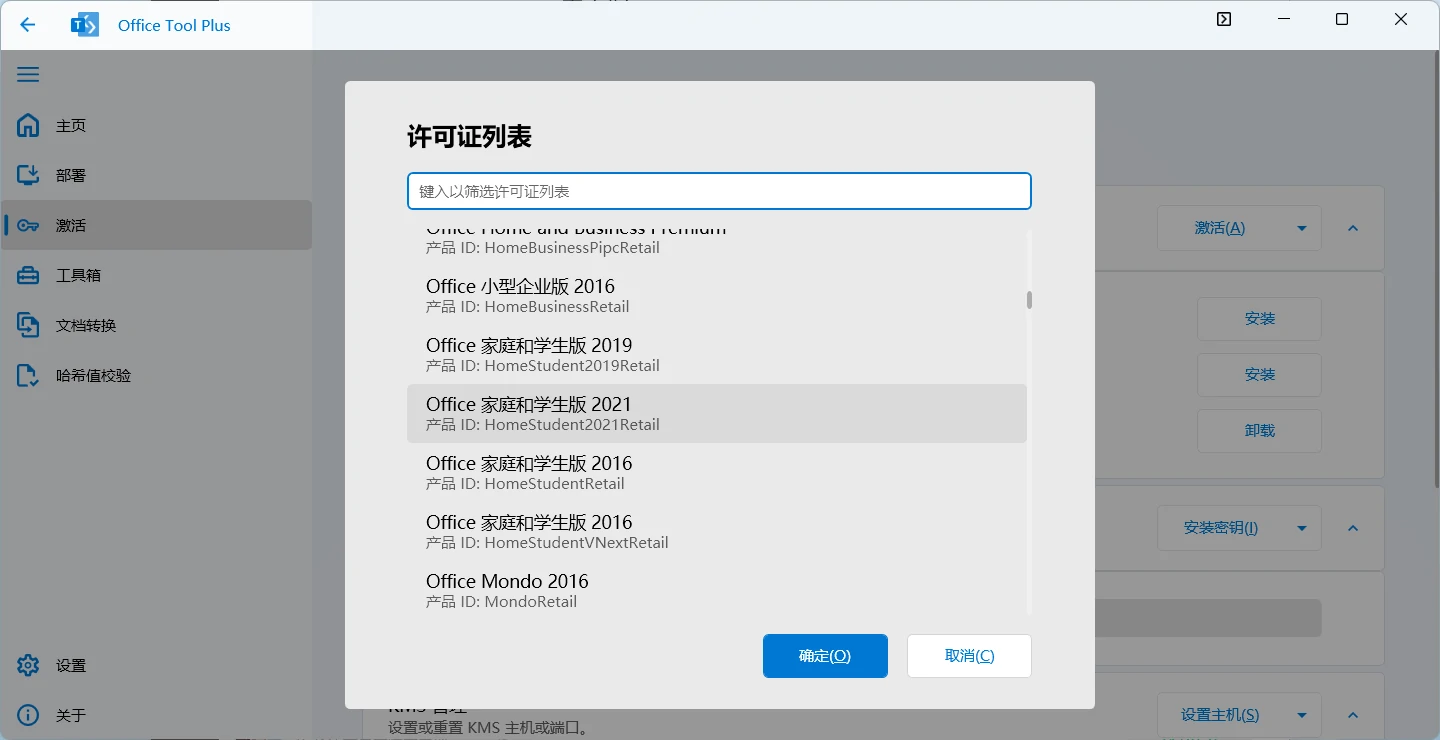 Office Tool Plus
主页
部署
激活
工具箱
文档转换
哈希值校验
设置
关于
许可证列表
键入以筛选许可证列表
Office Home and Business Premium
产品 ID: HomeBusinessPipcRetail
Office 小型企业版 2016
产品 ID: HomeBusinessRetail
Office 家庭和学生版 2019
产品 ID: HomeStudent2019Retail
Office 家庭和学生版 2021
产品 ID: HomeStudent2021Retail
Office 家庭和学生版 2016
产品 ID: HomeStudentRetail
Office 家庭和学生版 2016
产品 ID: HomeStudentVNextRetail
Office Mondo 2016
产品 ID: MondoRetail
确定(O)
取消(C)
激活(A)
安装
安装
卸载
安装密钥(I)
KMS 管理
设置或重置 KMS 主机或端口。
设置主机(S)